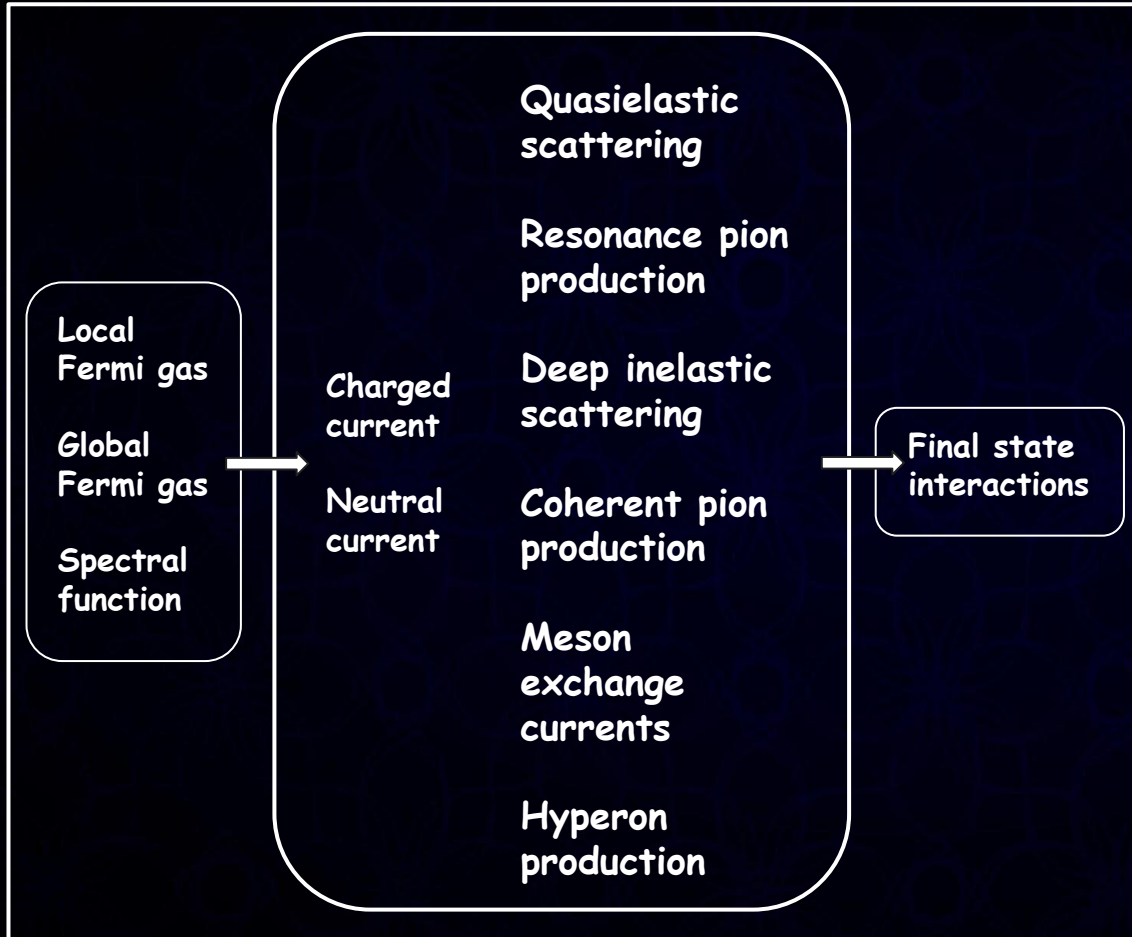 Local
Fermi gas
Global
Fermi gas
Spectral
function
Charged
current
Neutral
current
Quasielastic
scattering
Resonance pion
production
Deep inelastic
scattering
Coherent pion
production
Meson
exchange
currents
Hyperon
production
Final state
interactions